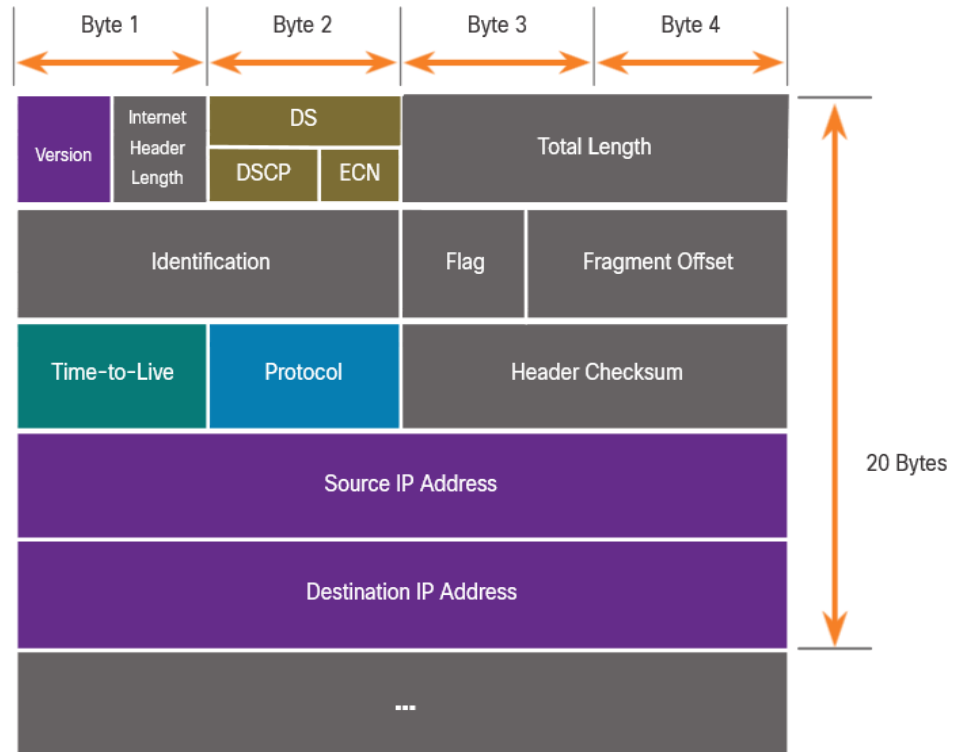 Byte 1
Byte 2
Byte 3
Byte 4
Version
Internet
Header
Length
DS
DSCP
ECN
Total Length
Identification
Flag
Fragment Offset
Time-to-Live
Protocol
Header Checksum
Source IP Address
20 Bytes
Destination IP Address
...